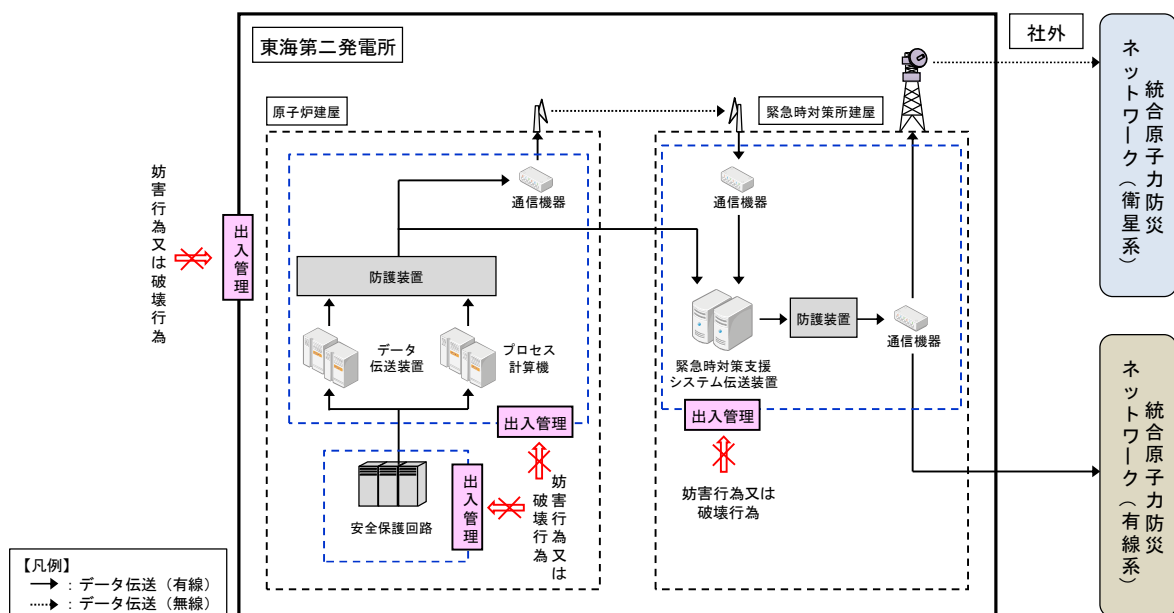 東海第二発電所
社外
原子炉建屋
緊急時対策所建屋
統合原子力防災
ネットワーク（衛星系）
妨害行為又は破壊行為
出入管理
通信機器
通信機器
防護装置
データ
伝送装置
プロセス
計算機
緊急時対策支援
システム伝送装置
防護装置
通信機器
出入管理
出入管理
安全保護回路
出入管理
妨害行為又は
破壊行為
妨害行為又は
破壊行為
統合原子力防災
ネットワーク（有線系）
【凡例】
：データ伝送（有線）
：データ伝送（無線）